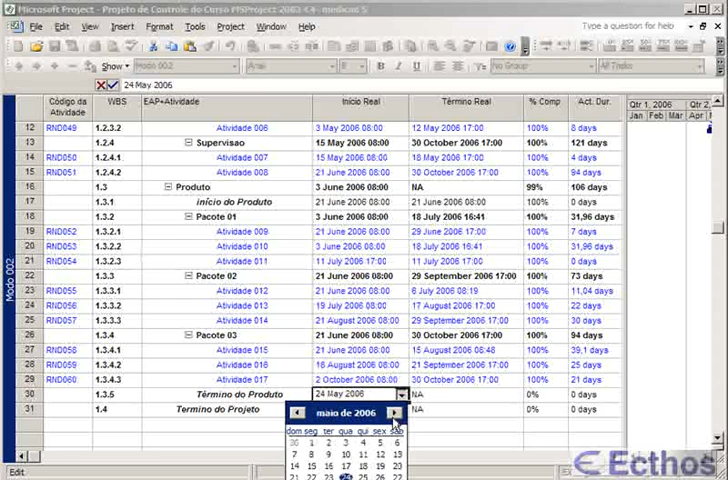 Microsoft Project - Projeto de Controle do Curso MSProject 2003 4.4 - medicao 5
File Edit View Insert Format Tools Project Window Help Type a question for help
Show Modo 002 Arial 8 No Group All Tasks
24 May 2006
Código da Atividade WBS EAP+Atividade Início Real Término Real % Comp Act. Dur. Qtr 1, 2006 Qtr 2,
Jan Feb Mar Apr
12 RND049 1.2.3.2 Atividade 006 3 May 2006 08:00 12 May 2006 17:00 100% 8 days
13 1.2.4 Supervisao 15 May 2006 08:00 30 October 2006 17:00 100% 121 days
14 RND050 1.2.4.1 Atividade 007 15 May 2006 08:00 15 May 2006 17:00 100% 1 day
15 RND051 1.2.4.2 Atividade 008 21 June 2006 08:00 30 October 2006 17:00 100% 94 days
16 1.3 Produto 3 June 2006 08:00 NA 99% 106 days
17 1.3.1 início do Produto 21 June 2006 08:00 21 June 2006 08:00 100% 0 days
18 1.3.2 Pacote 01 3 June 2006 08:00 18 July 2006 16:41 100% 31,96 days
19 RND052 1.3.2.1 Atividade 009 21 June 2006 08:00 29 June 2006 17:00 100% 7 days
20 RND053 1.3.2.2 Atividade 010 3 June 2006 08:00 18 July 2006 16:41 100% 31,96 days
21 RND054 1.3.2.3 Atividade 011 11 July 2006 17:00 11 July 2006 17:00 100% 0 days
22 1.3.3 Pacote 02 21 June 2006 08:00 29 September 2006 17:00 100% 73 days
23 RND055 1.3.3.1 Atividade 012 21 June 2006 08:00 6 July 2006 08:19 100% 11,04 days
24 RND056 1.3.3.2 Atividade 013 19 July 2006 08:00 17 August 2006 17:00 100% 22 days
25 RND057 1.3.3.3 Atividade 014 21 August 2006 08:00 29 September 2006 17:00 100% 30 days
26 1.3.4 Pacote 03 21 June 2006 08:00 30 October 2006 17:00 100% 94 days
27 RND058 1.3.4.1 Atividade 015 21 June 2006 08:00 15 August 2006 08:48 100% 39,1 days
28 RND059 1.3.4.2 Atividade 016 16 August 2006 08:00 29 September 2006 17:00 100% 25 days
29 RND060 1.3.4.3 Atividade 017 2 October 2006 08:00 30 October 2006 17:00 100% 21 days
30 1.3.5 Término do Produto 24 May 2006 NA 0% 0 days
31 1.4 Termino do Projeto NA 0% 0 days
Modo 002
maio de 2006
dom seg ter qua qui sex sáb
30 1 2 3 4 5 6
7 8 9 10 11 12 13
14 15 16 17 18 19 20
21 22 23 24 25 26 27
Edit
Ecthos